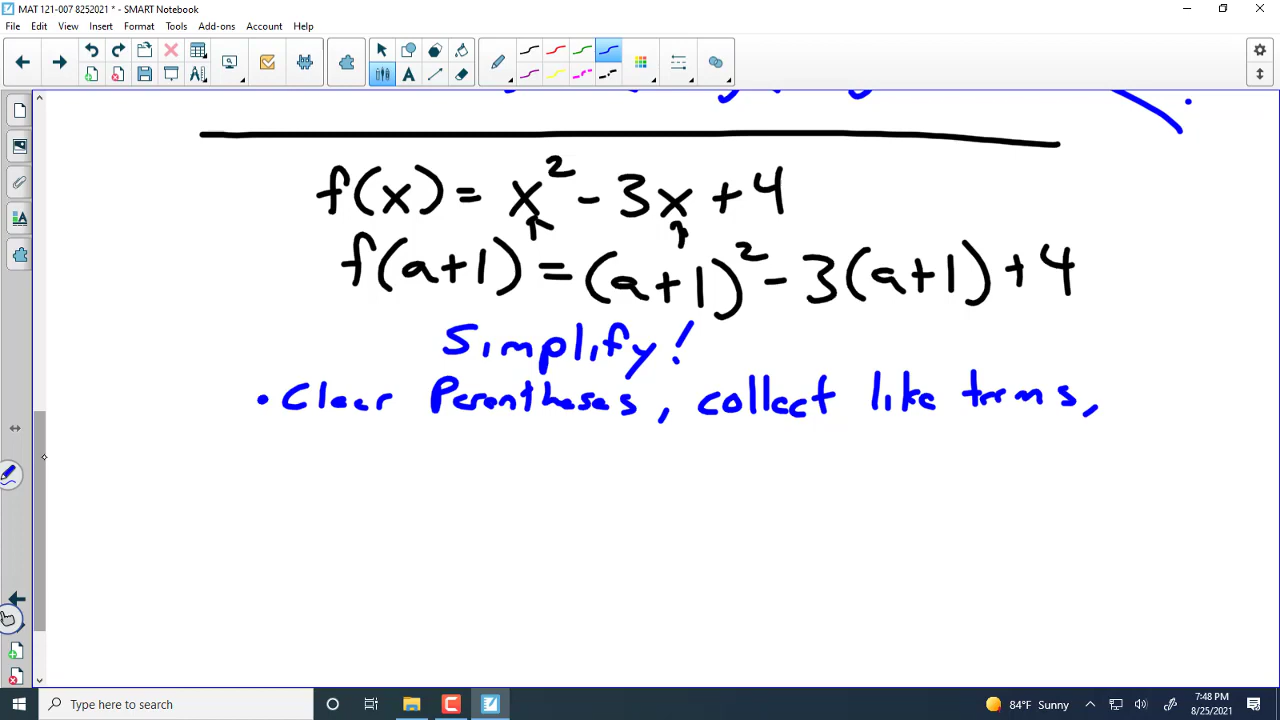 MAT 121-007 8252021 * - SMART Notebook
File Edit View Insert Format Tools Add-ons Account Help
f(x) = x² - 3x + 4
f(a+1) = (a+1)² - 3(a+1) + 4
Simplify!
• Clear Parentheses, collect like terms,
Type here to search
84°F Sunny
7:48 PM
8/25/2021